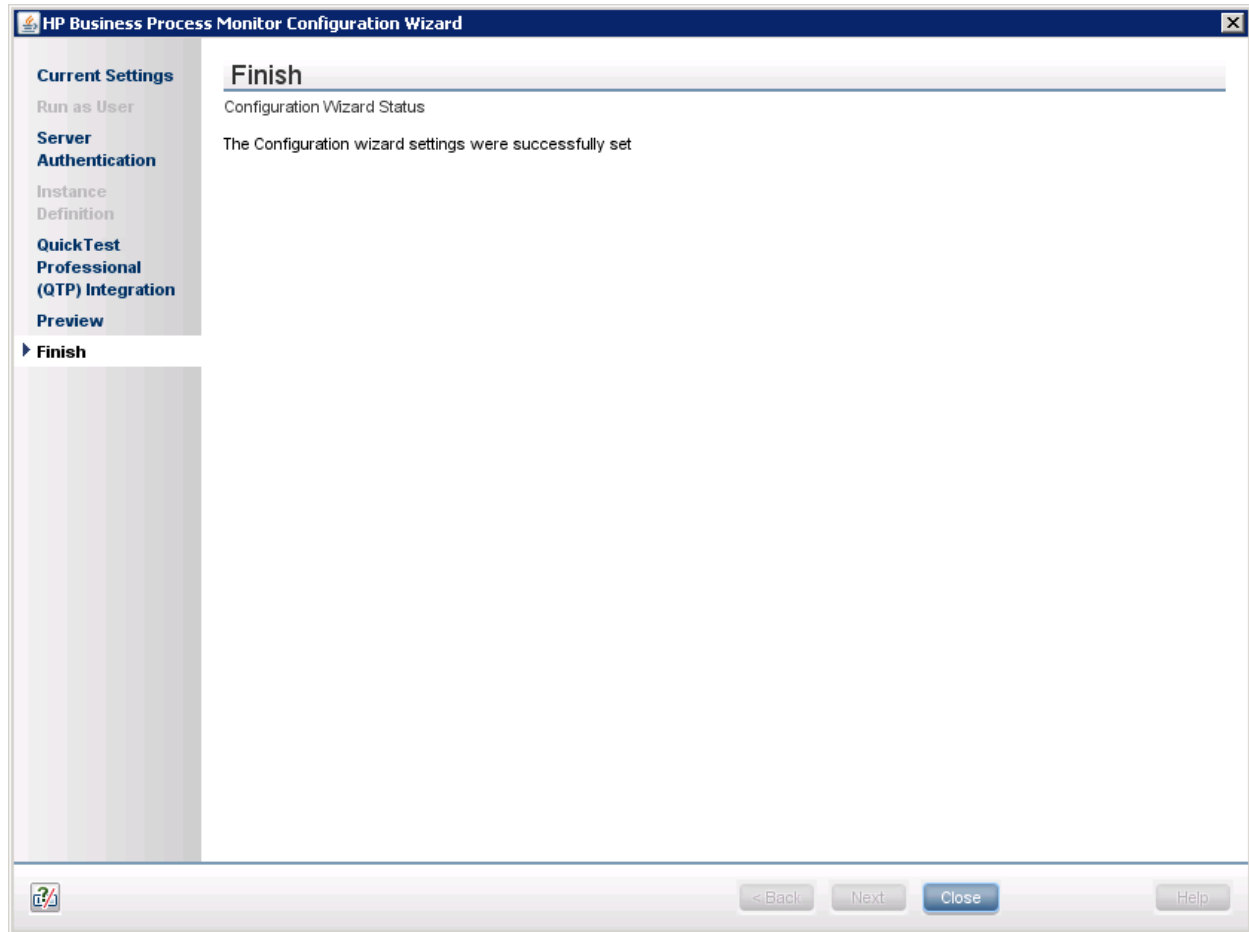 HP Business Process Monitor Configuration Wizard
Current Settings
Run as User
Server
Authentication
Instance
Definition
QuickTest
Professional
(QTP) Integration
Preview
Finish
Finish
Configuration Wizard Status
The Configuration wizard settings were successfully set
< Back
Next
Close
Help